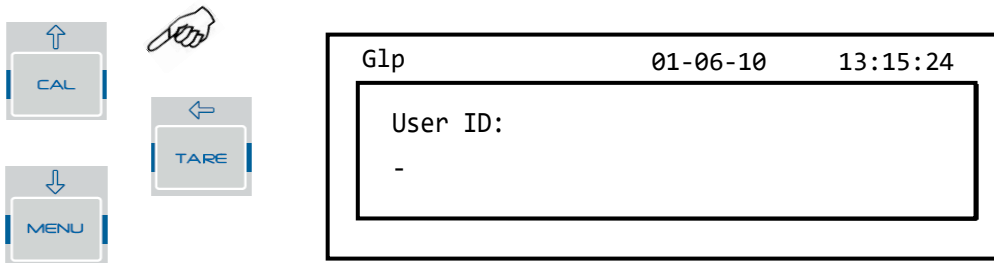 CAL
TARE
MENU
Glp 01-06-10 13:15:24
User ID:
-